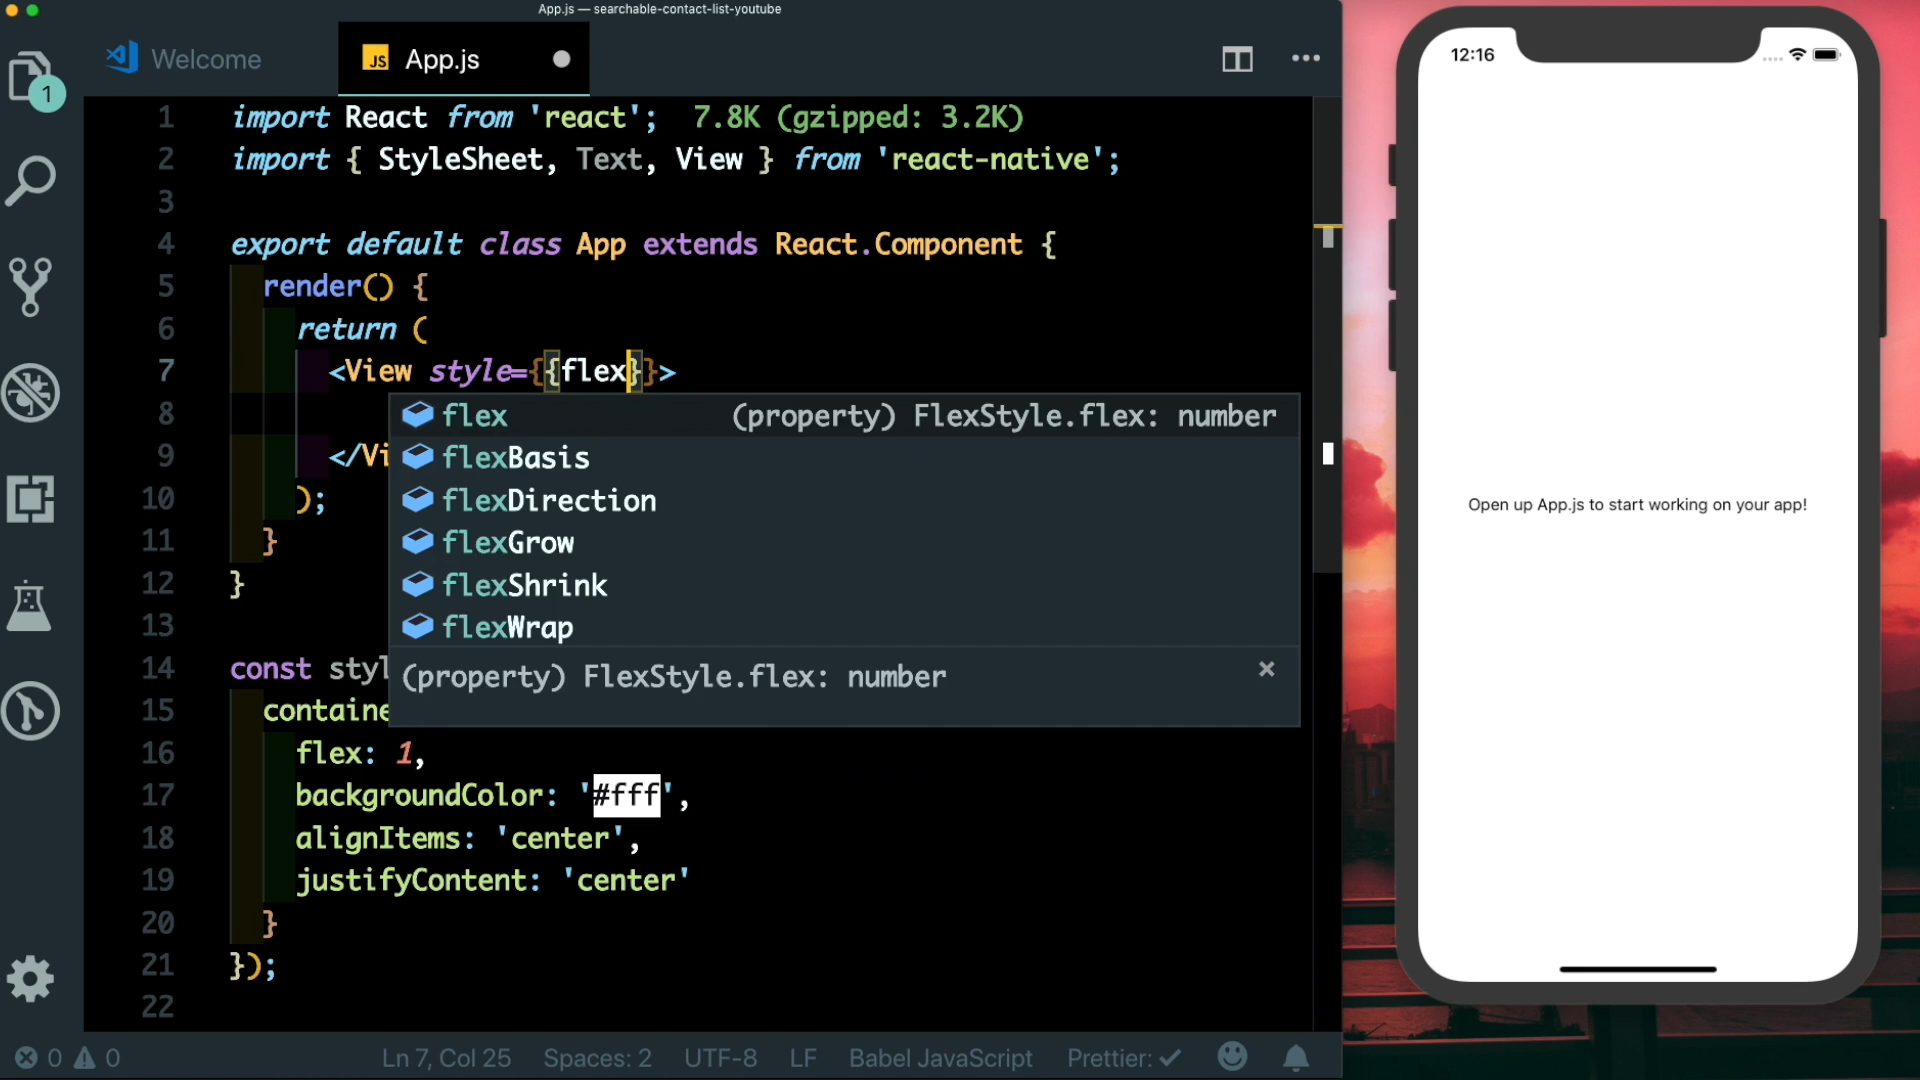 App.js — searchable-contact-list-youtube
1
Welcome
JS App.js
1 import React from 'react'; 7.8K (gzipped: 3.2K)
2 import { StyleSheet, Text, View } from 'react-native';
3
4 export default class App extends React.Component {
5 render() {
6 return (
7 <View style={{flex}}>
8
9 </Vi
10 );
11 }
12 }
13
14 const styl
15 containe
16 flex: 1,
17 backgroundColor: '#fff',
18 alignItems: 'center',
19 justifyContent: 'center'
20 }
21 });
22
flex (property) FlexStyle.flex: number
flexBasis
flexDirection
flexGrow
flexShrink
flexWrap
(property) FlexStyle.flex: number
0 0 Ln 7, Col 25 Spaces: 2 UTF-8 LF Babel JavaScript Prettier: ✓
12:16
Open up App.js to start working on your app!